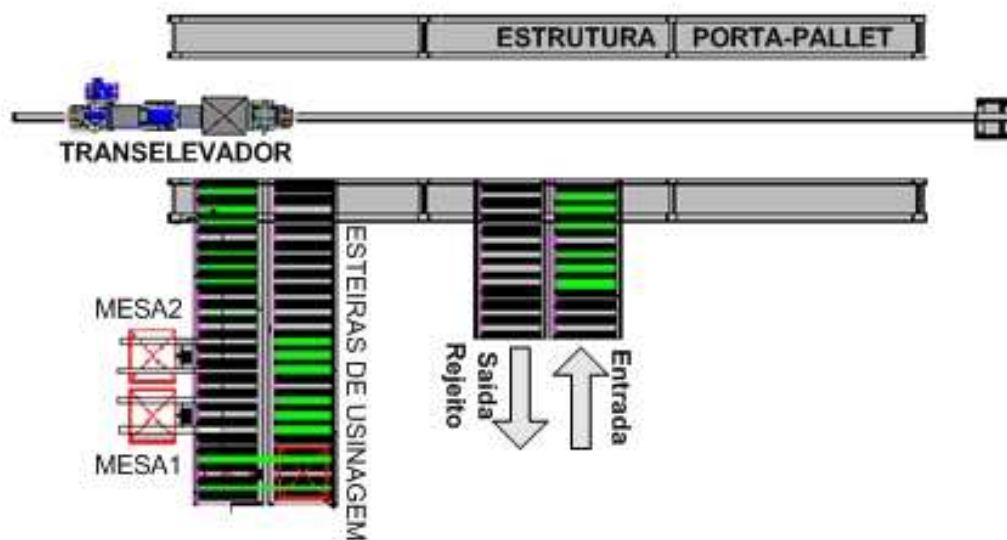 ESTRUTURA PORTA-PALLET
TRANSELEVADOR
MESA2
MESA1
ESTEIRAS DE USINAGEM
Saída
Rejeito
Entrada